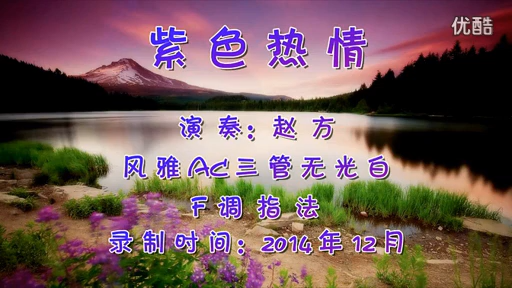 优酷
紫色热情
演奏:赵方
风雅AC三管无光白
F调指法
录制时间:2014年12月